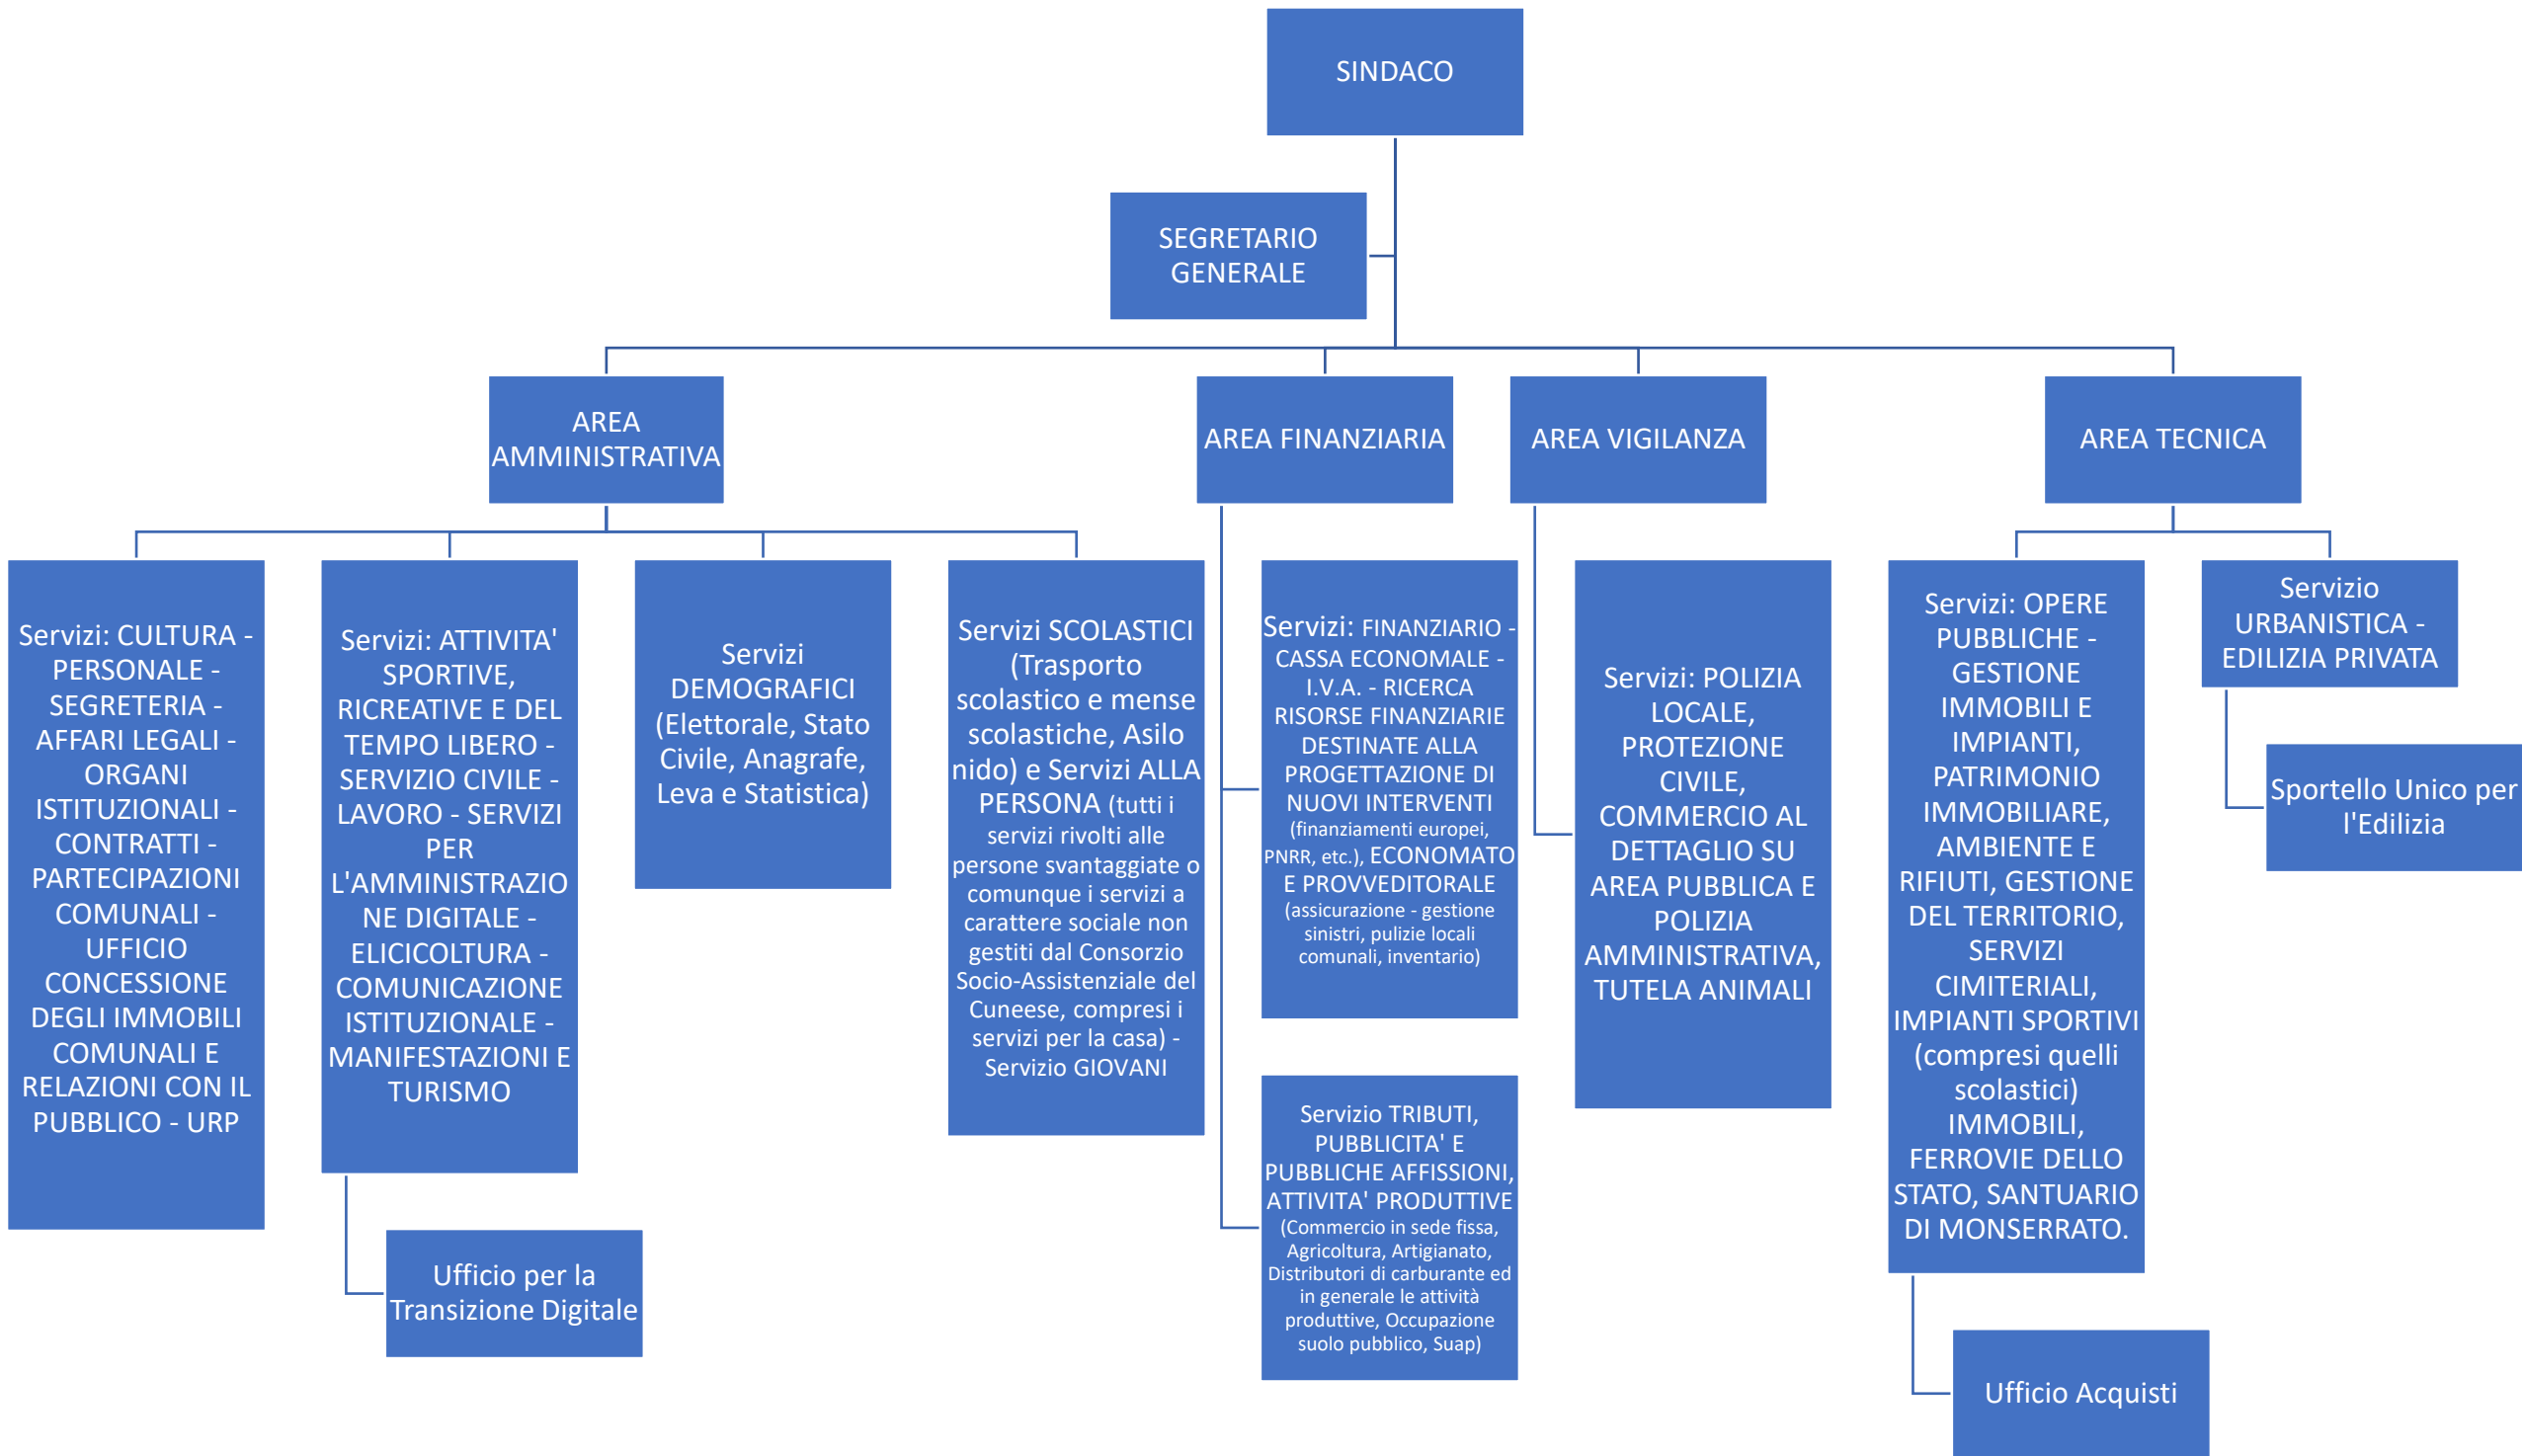 SINDACO
SEGRETARIO
GENERALE
AREA
AMMINISTRATIVA
AREA FINANZIARIA
AREA VIGILANZA
AREA TECNICA
Servizi: CULTURA -
PERSONALE -
SEGRETERIA -
AFFARI LEGALI -
ORGANI
ISTITUZIONALI -
CONTRATTI -
PARTECIPAZIONI
COMUNALI -
UFFICIO
CONCESSIONE
DEGLI IMMOBILI
COMUNALI E
RELAZIONI CON IL
PUBBLICO - URP
Servizi: ATTIVITA'
SPORTIVE,
RICREATIVE E DEL
TEMPO LIBERO -
SERVIZIO CIVILE -
LAVORO - SERVIZI
PER
L'AMMINISTRAZIO
NE DIGITALE -
ELICICOLTURA -
COMUNICAZIONE
ISTITUZIONALE -
MANIFESTAZIONI E
TURISMO
Ufficio per la
Transizione Digitale
Servizi
DEMOGRAFICI
(Elettorale, Stato
Civile, Anagrafe,
Leva e Statistica)
Servizi SCOLASTICI
(Trasporto
scolastico e mense
scolastiche, Asilo
nido) e Servizi ALLA
PERSONA (tutti i
servizi rivolti alle
persone svantaggiate o
comunque i servizi a
carattere sociale non
gestiti dal Consorzio
Socio-Assistenziale del
Cuneese, compresi i
servizi per la casa) -
Servizio GIOVANI
Servizi: FINANZIARIO -
CASSA ECONOMALE -
I.V.A. - RICERCA
RISORSE FINANZIARIE
DESTINATE ALLA
PROGETTAZIONE DI
NUOVI INTERVENTI
(finanziamenti europei,
PNRR, etc.), ECONOMATO
E PROVVEDITORALE
(assicurazione - gestione
sinistri, pulizie locali
comunali, inventario)
Servizio TRIBUTI,
PUBBLICITA' E
PUBBLICHE AFFISSIONI,
ATTIVITA' PRODUTTIVE
(Commercio in sede fissa,
Agricoltura, Artigianato,
Distributori di carburante ed
in generale le attività
produttive, Occupazione
suolo pubblico, Suap)
Servizi: POLIZIA
LOCALE,
PROTEZIONE
CIVILE,
COMMERCIO AL
DETTAGLIO SU
AREA PUBBLICA E
POLIZIA
AMMINISTRATIVA,
TUTELA ANIMALI
Servizi: OPERE
PUBBLICHE -
GESTIONE
IMMOBILI E
IMPIANTI,
PATRIMONIO
IMMOBILIARE,
AMBIENTE E
RIFIUTI, GESTIONE
DEL TERRITORIO,
SERVIZI
CIMITERIALI,
IMPIANTI SPORTIVI
(compresi quelli
scolastici)
IMMOBILI,
FERROVIE DELLO
STATO, SANTUARIO
DI MONSERRATO.
Ufficio Acquisti
Servizio
URBANISTICA -
EDILIZIA PRIVATA
Sportello Unico per
l'Edilizia